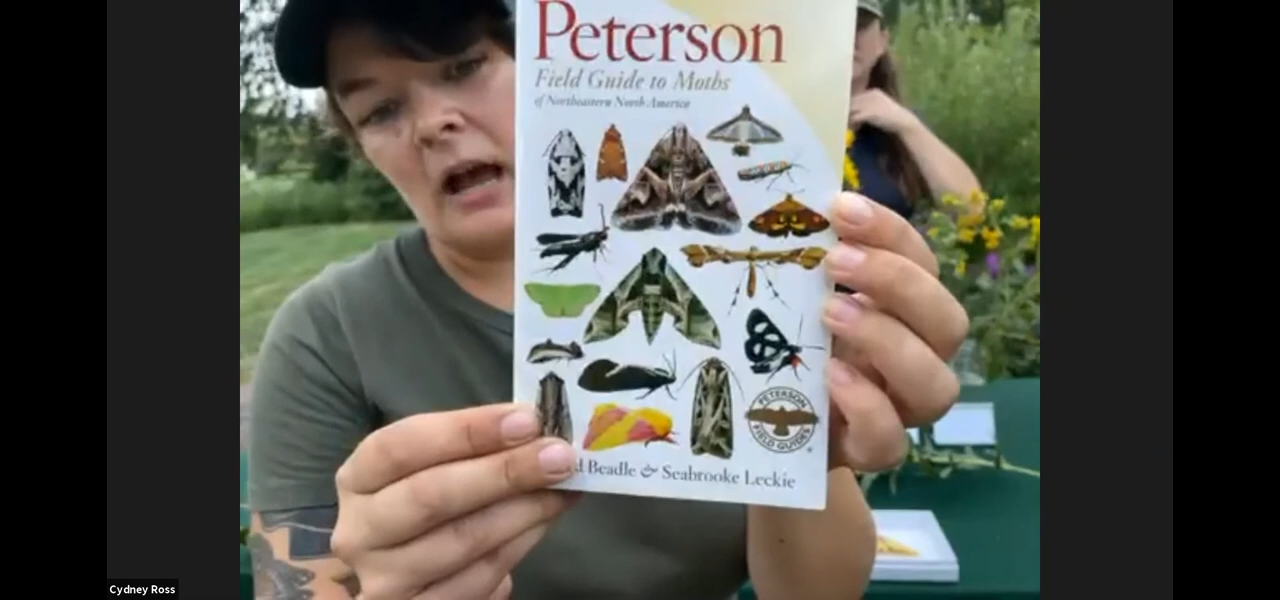 Peterson
Field Guide to Moths
of Northeastern North America
PETERSON
FIELD GUIDES
Beadle & Seabrooke Leckie
Cydney Ross